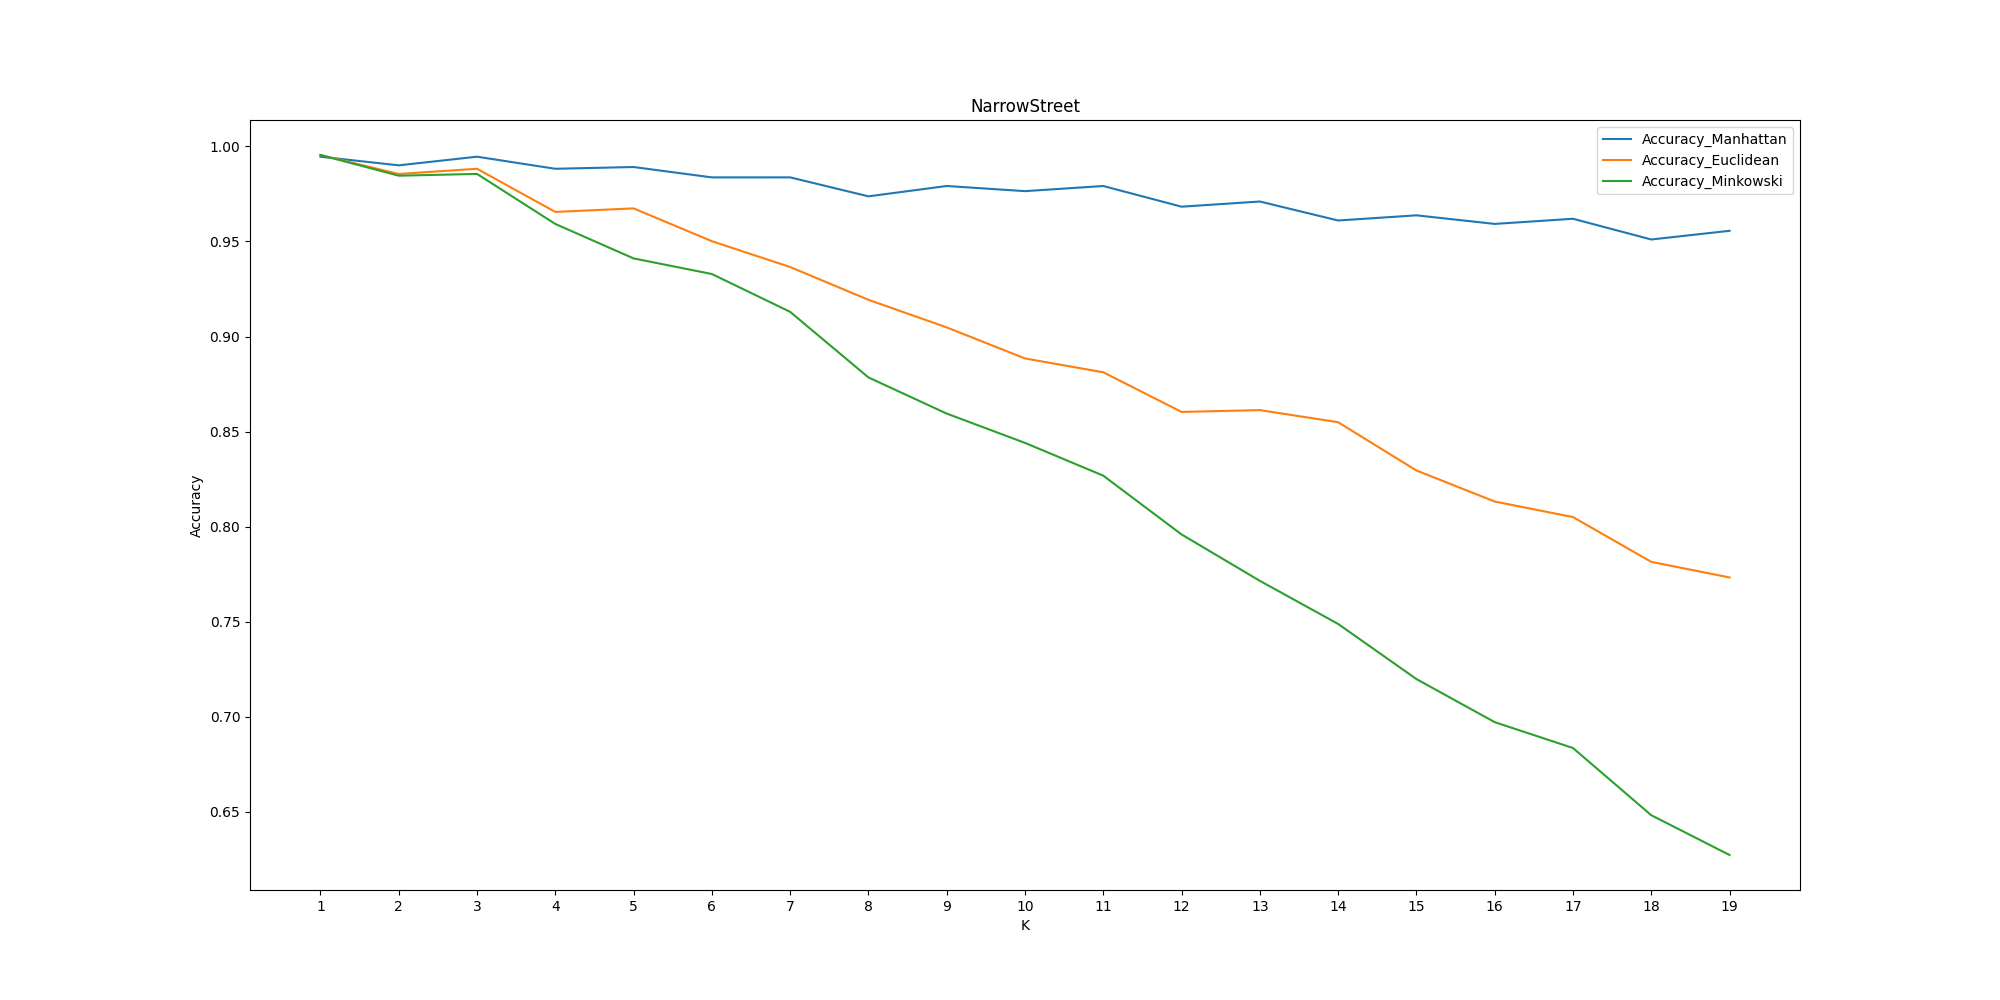 NarrowStreet
Accuracy_Manhattan
Accuracy_Euclidean
Accuracy_Minkowski
1.00
0.95
0.90
0.85
0.80
0.75
0.70
0.65
Accuracy
1 2 3 4 5 6 7 8 9 10 11 12 13 14 15 16 17 18 19
K